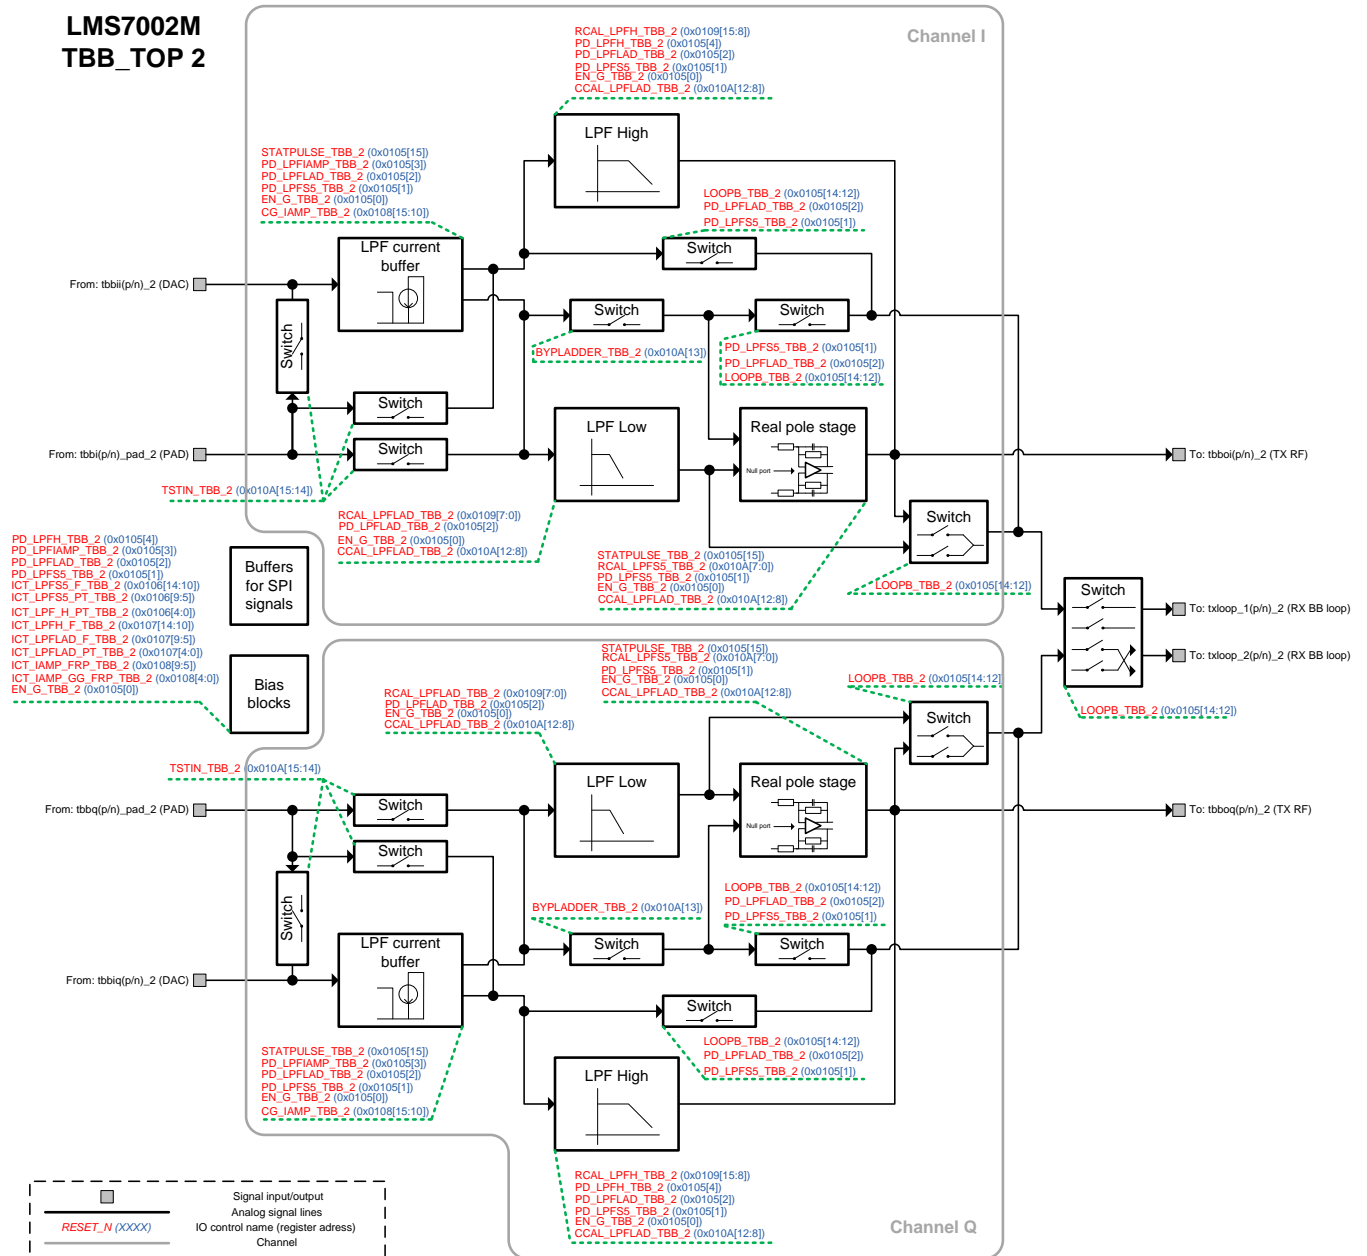 LMS7002M
TBB_TOP 2
Channel I
RCAL_LPFH_TBB_2 (0x0109[15:8])
PD_LPFH_TBB_2 (0x0105[4])
PD_LPFLAD_TBB_2 (0x0105[2])
PD_LPFS5_TBB_2 (0x0105[1])
EN_G_TBB_2 (0x0105[0])
CCAL_LPFLAD_TBB_2 (0x010A[12:8])
LPF High
STATPULSE_TBB_2 (0x0105[15])
PD_LPFIAMP_TBB_2 (0x0105[3])
PD_LPFLAD_TBB_2 (0x0105[2])
PD_LPFS5_TBB_2 (0x0105[1])
EN_G_TBB_2 (0x0105[0])
CG_IAMP_TBB_2 (0x0108[15:10])
LOOPB_TBB_2 (0x0105[14:12])
PD_LPFLAD_TBB_2 (0x0105[2])
PD_LPFS5_TBB_2 (0x0105[1])
LPF current
buffer
Switch
From: tbbii(p/n)_2 (DAC)
Switch
Switch
Switch
BYPLADDER_TBB_2 (0x010A[13])
PD_LPFS5_TBB_2 (0x0105[1])
PD_LPFLAD_TBB_2 (0x0105[2])
LOOPB_TBB_2 (0x0105[14:12])
Switch
LPF Low
Real pole stage
Null port
From: tbbi(p/n)_pad_2 (PAD)
Switch
To: tbboi(p/n)_2 (TX RF)
TSTIN_TBB_2 (0x010A[15:14])
RCAL_LPFLAD_TBB_2 (0x0109[7:0])
PD_LPFLAD_TBB_2 (0x0105[2])
EN_G_TBB_2 (0x0105[0])
CCAL_LPFLAD_TBB_2 (0x010A[12:8])
Switch
PD_LPFH_TBB_2 (0x0105[4])
PD_LPFIAMP_TBB_2 (0x0105[3])
PD_LPFLAD_TBB_2 (0x0105[2])
PD_LPFS5_TBB_2 (0x0105[1])
ICT_LPFS5_F_TBB_2 (0x0106[14:10])
ICT_LPFS5_PT_TBB_2 (0x0106[9:5])
ICT_LPF_H_PT_TBB_2 (0x0106[4:0])
ICT_LPFH_F_TBB_2 (0x0107[14:10])
ICT_LPFLAD_F_TBB_2 (0x0107[9:5])
ICT_LPFLAD_PT_TBB_2 (0x0107[4:0])
ICT_IAMP_FRP_TBB_2 (0x0108[9:5])
ICT_IAMP_GG_FRP_TBB_2 (0x0108[4:0])
EN_G_TBB_2 (0x0105[0])
Buffers
for SPI
signals
STATPULSE_TBB_2 (0x0105[15])
RCAL_LPFS5_TBB_2 (0x010A[7:0])
PD_LPFS5_TBB_2 (0x0105[1])
EN_G_TBB_2 (0x0105[0])
CCAL_LPFLAD_TBB_2 (0x010A[12:8])
LOOPB_TBB_2 (0x0105[14:12])
Switch
To: txloop_1(p/n)_2 (RX BB loop)
To: txloop_2(p/n)_2 (RX BB loop)
LOOPB_TBB_2 (0x0105[14:12])
Bias
blocks
STATPULSE_TBB_2 (0x0105[15])
RCAL_LPFS5_TBB_2 (0x010A[7:0])
PD_LPFS5_TBB_2 (0x0105[1])
EN_G_TBB_2 (0x0105[0])
CCAL_LPFLAD_TBB_2 (0x010A[12:8])
LOOPB_TBB_2 (0x0105[14:12]
RCAL_LPFLAD_TBB_2 (0x0109[7:0])
PD_LPFLAD_TBB_2 (0x0105[2])
EN_G_TBB_2 (0x0105[0])
CCAL_LPFLAD_TBB_2 (0x010A[12:8])
Switch
TSTIN_TBB_2 (0x010A[15:14])
LPF Low
Real pole stage
Null port
From: tbbq(p/n)_pad_2 (PAD)
Switch
To: tbboq(p/n)_2 (TX RF)
Switch
Switch
BYPLADDER_TBB_2 (0x010A[13])
LOOPB_TBB_2 (0x0105[14:12])
PD_LPFLAD_TBB_2 (0x0105[2])
PD_LPFS5_TBB_2 (0x0105[1])
LPF current
buffer
Switch
Switch
From: tbbiq(p/n)_2 (DAC)
Switch
LOOPB_TBB_2 (0x0105[14:12])
PD_LPFLAD_TBB_2 (0x0105[2])
PD_LPFS5_TBB_2 (0x0105[1])
STATPULSE_TBB_2 (0x0105[15])
PD_LPFIAMP_TBB_2 (0x0105[3])
PD_LPFLAD_TBB_2 (0x0105[2])
PD_LPFS5_TBB_2 (0x0105[1])
EN_G_TBB_2 (0x0105[0])
CG_IAMP_TBB_2 (0x0108[15:10])
LPF High
RCAL_LPFH_TBB_2 (0x0109[15:8])
PD_LPFH_TBB_2 (0x0105[4])
PD_LPFLAD_TBB_2 (0x0105[2])
PD_LPFS5_TBB_2 (0x0105[1])
EN_G_TBB_2 (0x0105[0])
CCAL_LPFLAD_TBB_2 (0x010A[12:8])
Channel Q
Signal input/output
Analog signal lines
RESET_N (XXXX) IO control name (register adress)
Channel